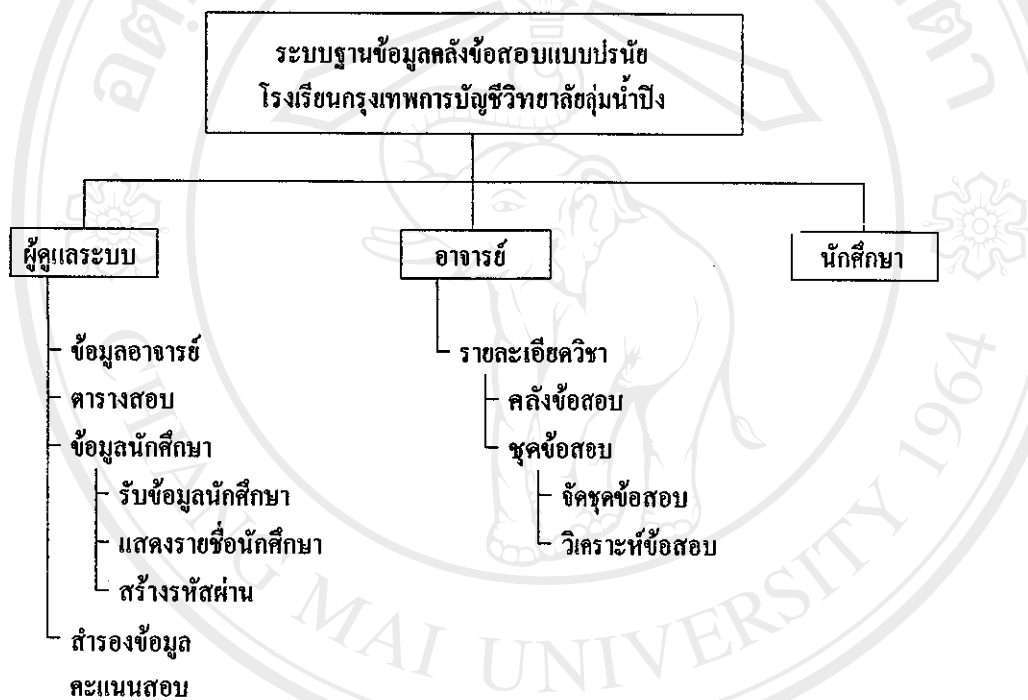 ระบบฐานข้อมูลคลังข้อสอบแบบปรนัย
โรงเรียนกรุงเทพการบัญชีวิทยาลัยลุ่มน้ำปิง
ผู้ดูแลระบบ
อาจารย์
นักศึกษา
ข้อมูลอาจารย์
ตารางสอบ
ข้อมูลนักศึกษา
รับข้อมูลนักศึกษา
แสดงรายชื่อนักศึกษา
สร้างรหัสผ่าน
สำรองข้อมูล
คะแนนสอบ
รายละเอียดวิชา
คลังข้อสอบ
ชุดข้อสอบ
จัดชุดข้อสอบ
วิเคราะห์ข้อสอบ
CHIANG MAI UNIVERSITY 1964